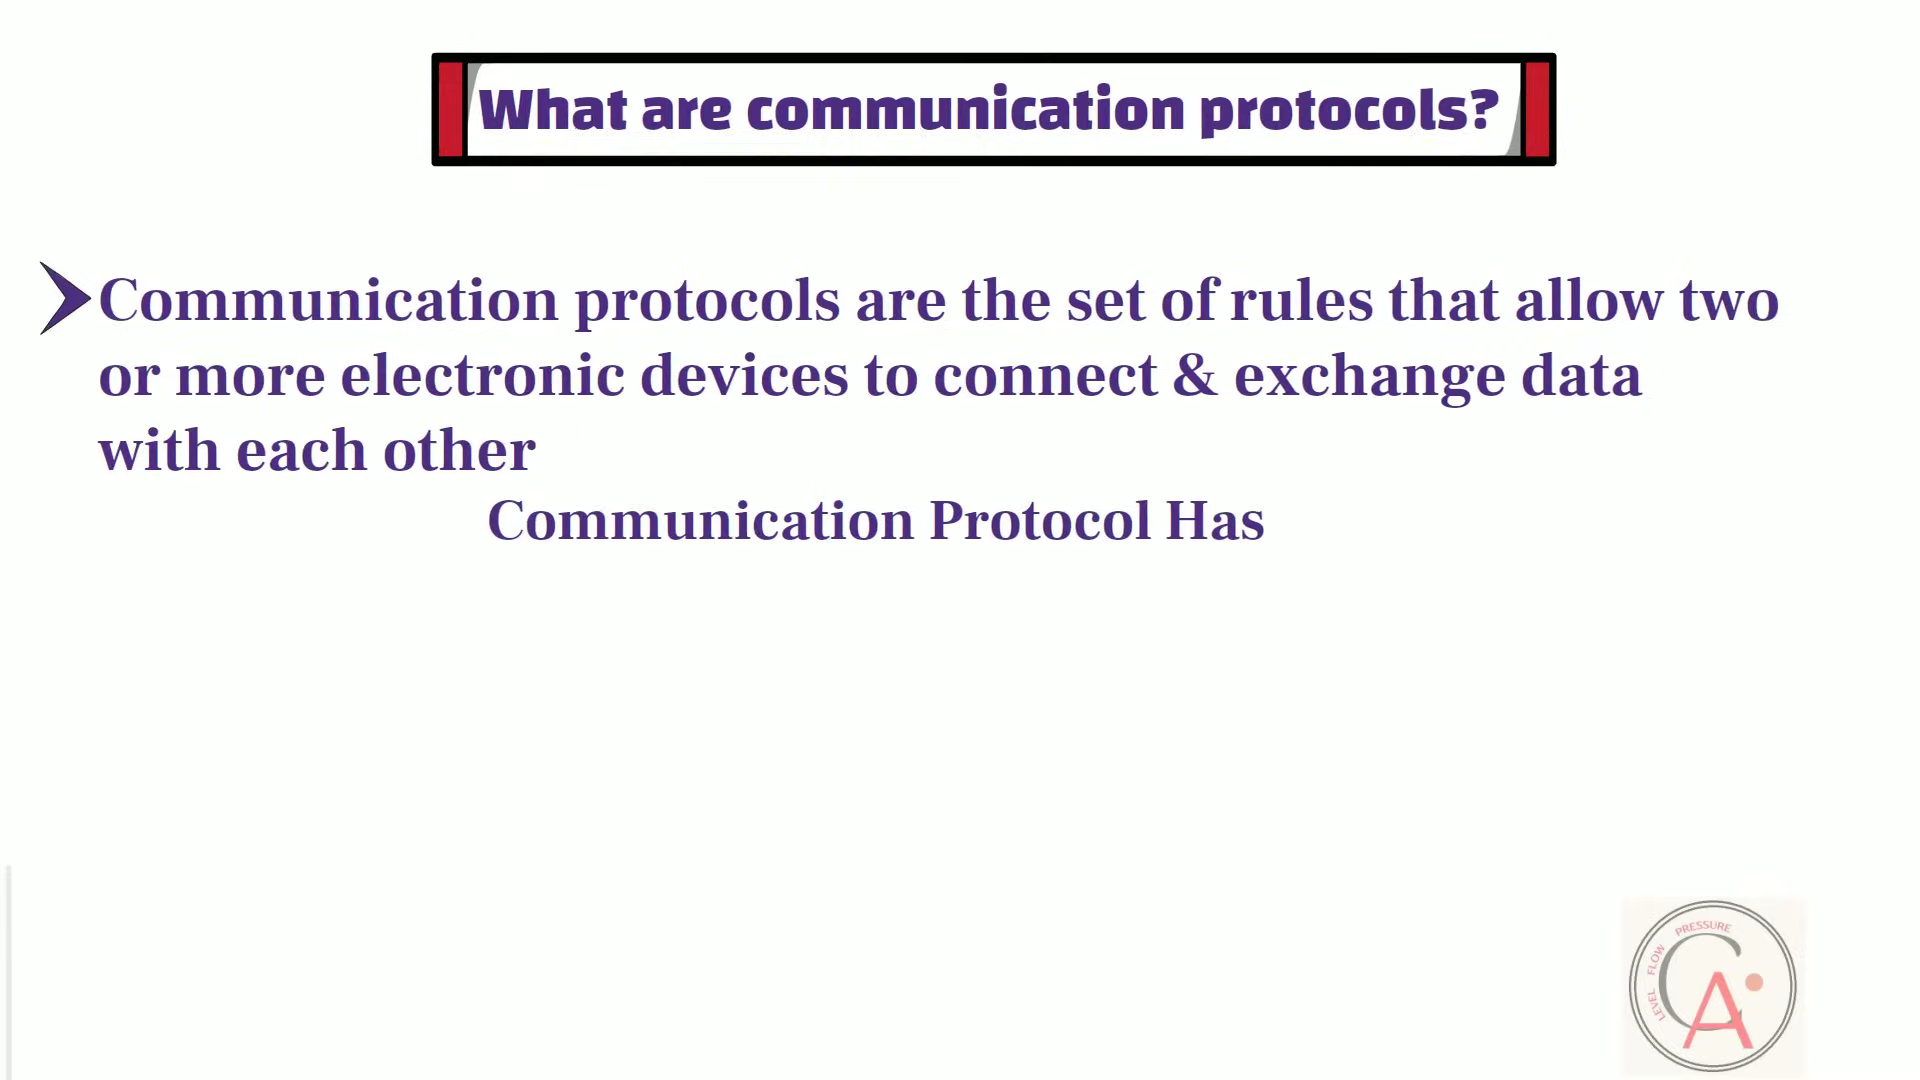 What are communication protocols?
Communication protocols are the set of rules that allow two
or more electronic devices to connect & exchange data
with each other
Communication Protocol Has
LEVEL FLOW PRESSURE
CA